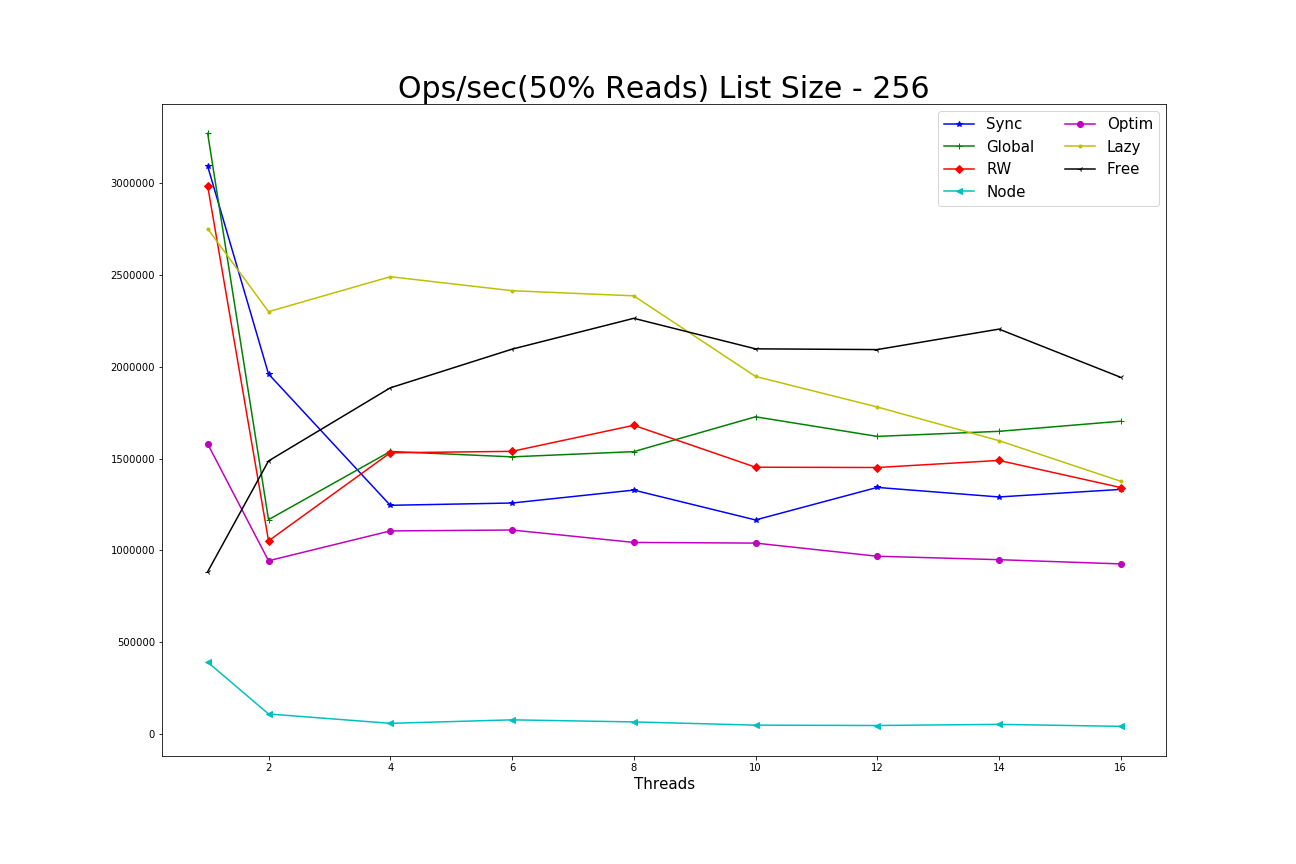 Ops/sec(50% Reads) List Size - 256
Sync
Global
RW
Node
Optim
Lazy
Free
3000000
2500000
2000000
1500000
1000000
500000
0
2 4 6 8 10 12 14 16
Threads